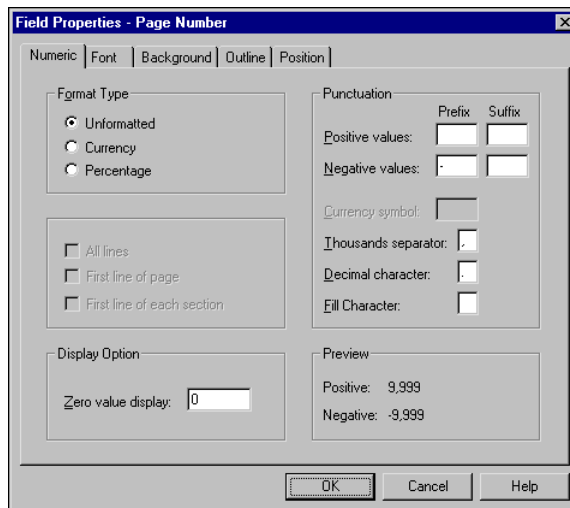 Field Properties - Page Number
Numeric Font Background Outline Position
Format Type
Unformatted
Currency
Percentage
All lines
First line of page
First line of each section
Display Option
Zero value display: 0
Punctuation
Prefix Suffix
Positive values:
Negative values: -
Currency symbol:
Thousands separator: ,
Decimal character: .
Fill Character:
Preview
Positive: 9,999
Negative: -9,999
OK Cancel Help